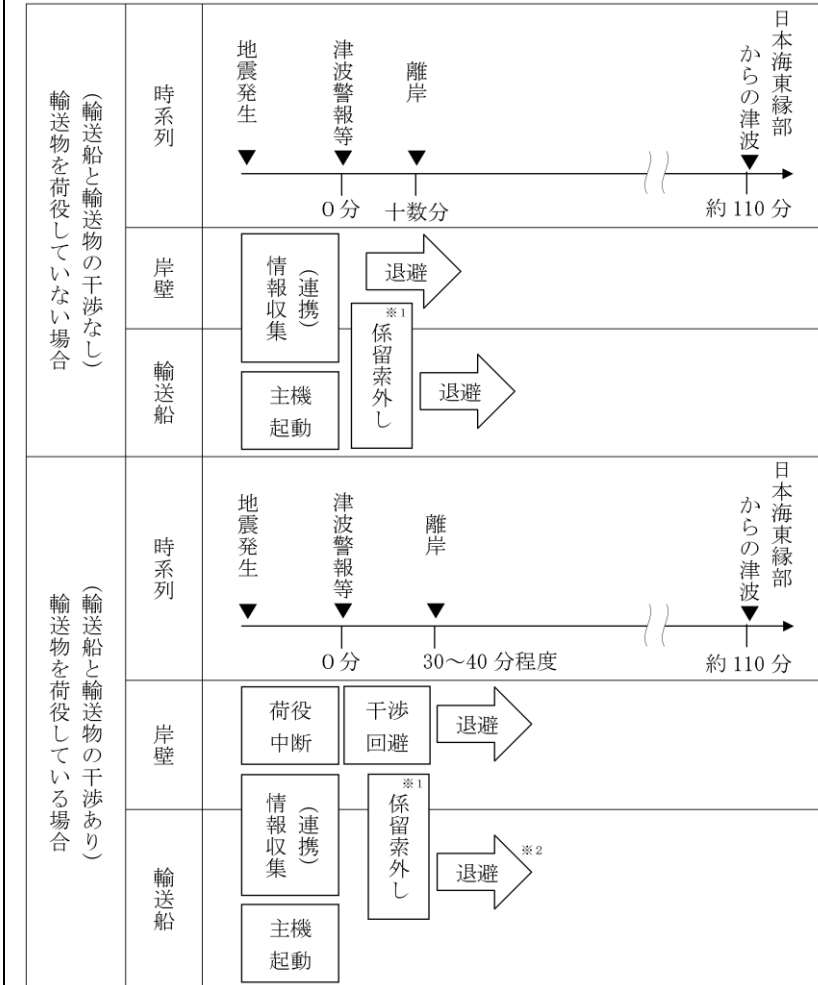 輸送物を荷役していない場合
(輸送船と輸送物の干渉なし)
時系列
地震発生
津波警報等
離岸
日本海東縁部
からの津波
0分
十数分
約110分
岸壁
情報収集
(連携)
退避
※1
係留索外し
輸送船
主機
起動
退避
輸送物を荷役している場合
(輸送船と輸送物の干渉あり)
時系列
地震発生
津波警報等
離岸
日本海東縁部
からの津波
0分
30～40分程度
約110分
岸壁
荷役
中断
干渉
回避
退避
情報収集
(連携)
※1
係留索外し
輸送船
退避
※2
主機
起動